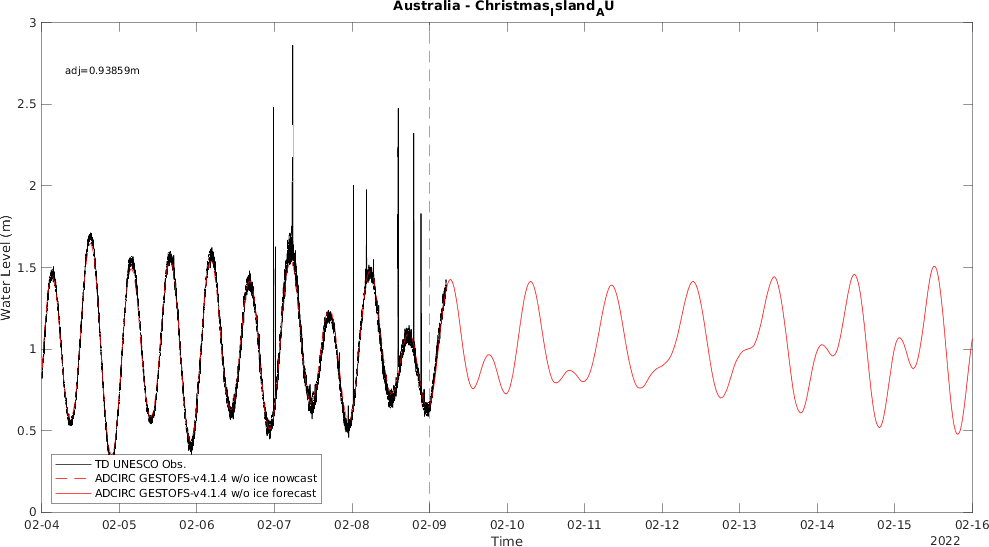 Australia - Christmas_Island_AU
adj=0.93859m
3
2.5
2
1.5
1
0.5
0
Water Level (m)
TD UNESCO Obs.
ADCIRC GESTOFS-v4.1.4 w/o ice nowcast
ADCIRC GESTOFS-v4.1.4 w/o ice forecast
02-04 02-05 02-06 02-07 02-08 02-09 02-10 02-11 02-12 02-13 02-14 02-15 02-16
Time
2022